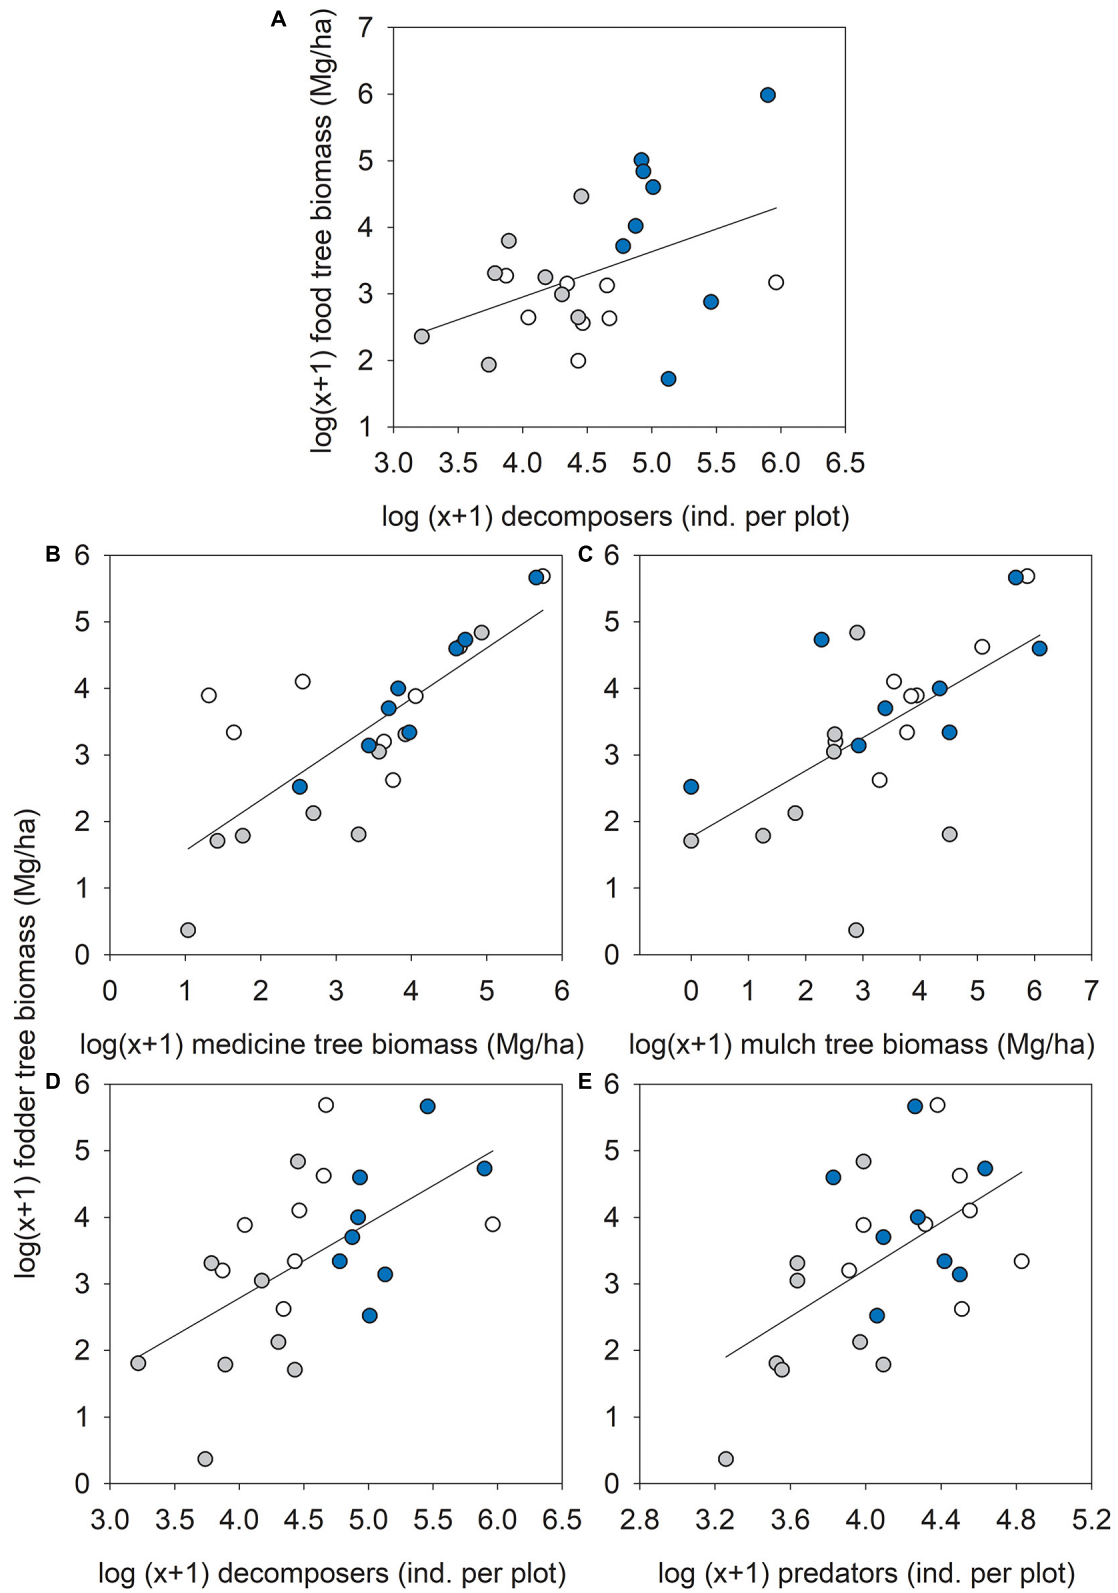 A
log(x+1) food tree biomass (Mg/ha)
7
6
5
4
3
2
1
3.0 3.5 4.0 4.5 5.0 5.5 6.0 6.5
log (x+1) decomposers (ind. per plot)
log(x+1) fodder tree biomass (Mg/ha)
B
6
5
4
3
2
1
0
0 1 2 3 4 5 6
log(x+1) medicine tree biomass (Mg/ha)
C
6
5
4
3
2
1
0
0 1 2 3 4 5 6 7
log(x+1) mulch tree biomass (Mg/ha)
D
6
5
4
3
2
1
0
3.0 3.5 4.0 4.5 5.0 5.5 6.0 6.5
log (x+1) decomposers (ind. per plot)
E
6
5
4
3
2
1
0
2.8 3.2 3.6 4.0 4.4 4.8 5.2
log (x+1) predators (ind. per plot)